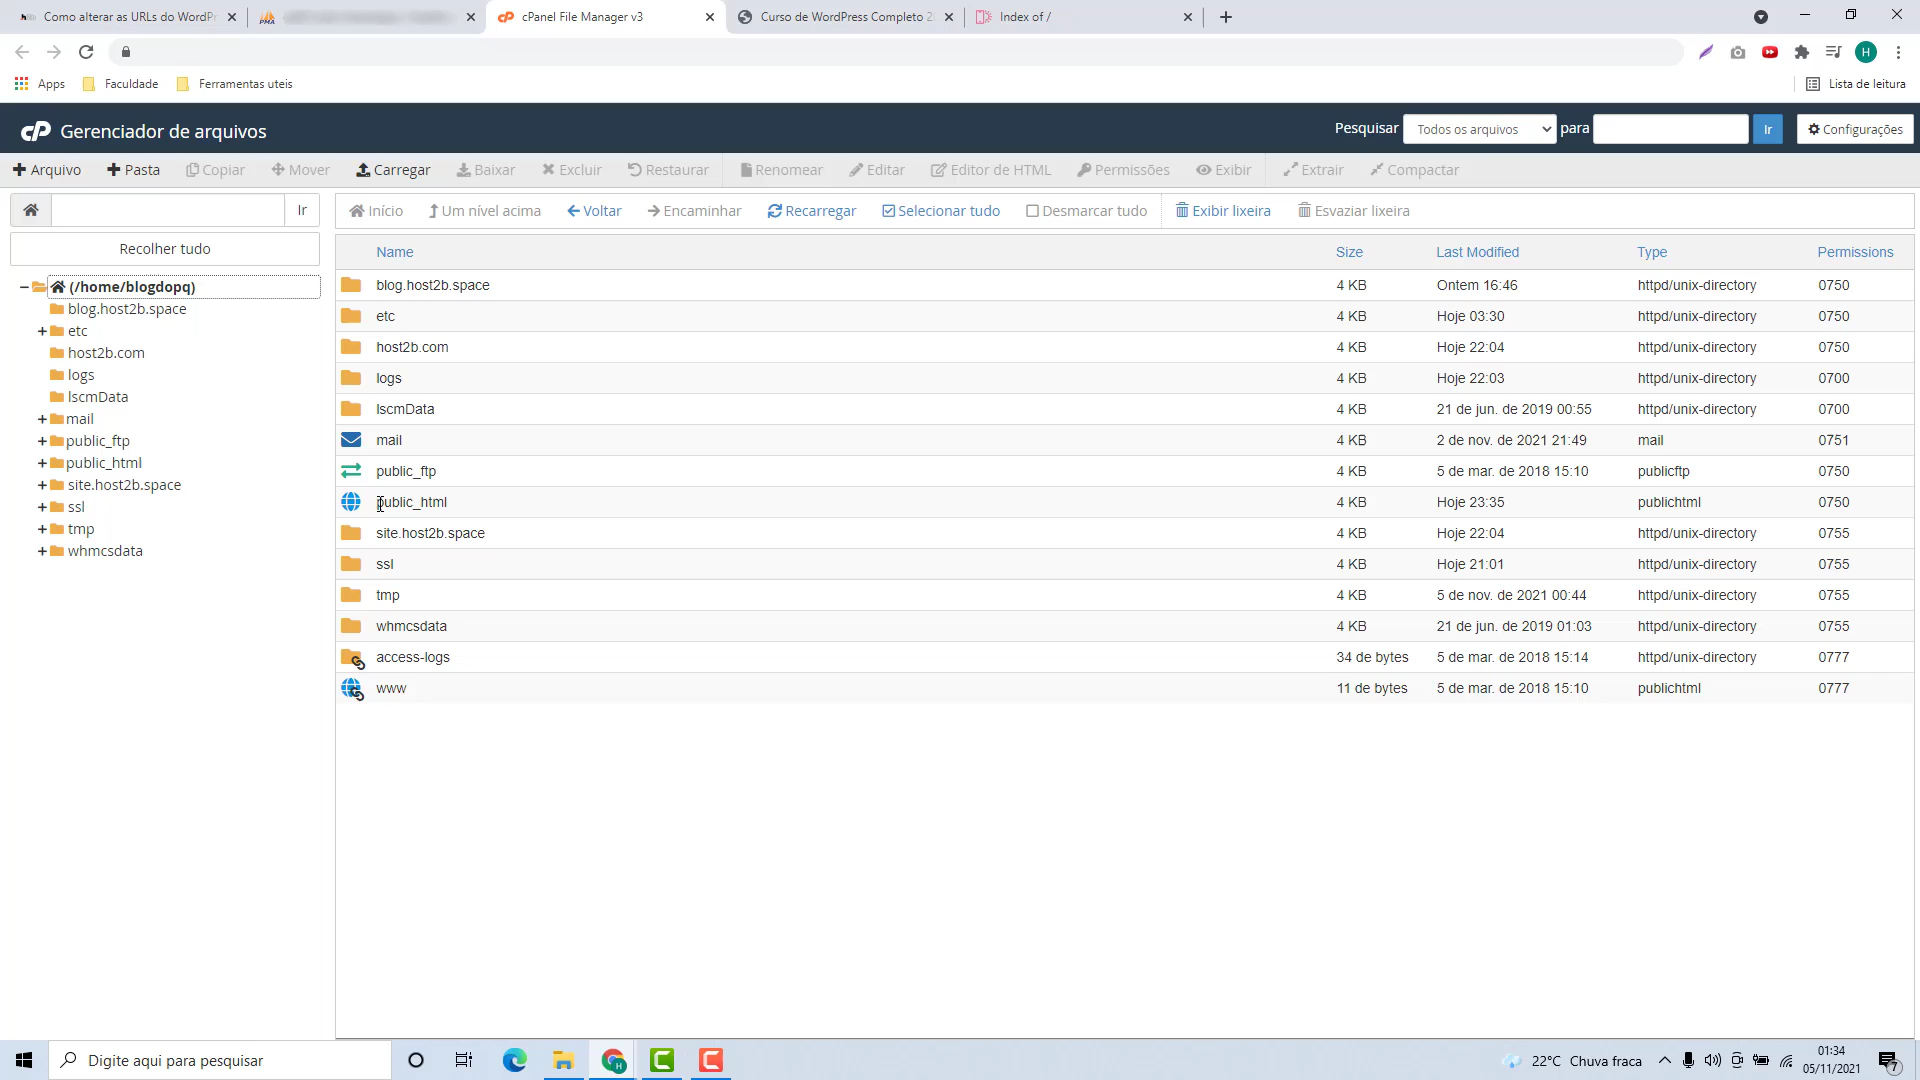 Como alterar as URLs do WordPr
cPanel File Manager v3
Curso de WordPress Completo 2
Index of /
H
Apps
Faculdade
Ferramentas uteis
Lista de leitura
cP Gerenciador de arquivos
Pesquisar Todos os arquivos para Ir Configurações
Arquivo Pasta Copiar Mover Carregar Baixar Excluir Restaurar Renomear Editar Editor de HTML Permissões Exibir Extrair Compactar
Ir
Início Um nível acima Voltar Encaminhar Recarregar Selecionar tudo Desmarcar tudo Exibir lixeira Esvaziar lixeira
Recolher tudo
(/home/blogdopq)
blog.host2b.space
etc
host2b.com
logs
lscmData
mail
public_ftp
public_html
site.host2b.space
ssl
tmp
whmcsdata
Name Size Last Modified Type Permissions
blog.host2b.space 4 KB Ontem 16:46 httpd/unix-directory 0750
etc 4 KB Hoje 03:30 httpd/unix-directory 0750
host2b.com 4 KB Hoje 22:04 httpd/unix-directory 0750
logs 4 KB Hoje 22:03 httpd/unix-directory 0700
lscmData 4 KB 21 de jun. de 2019 00:55 httpd/unix-directory 0700
mail 4 KB 2 de nov. de 2021 21:49 mail 0751
public_ftp 4 KB 5 de mar. de 2018 15:10 publicftp 0750
public_html 4 KB Hoje 23:35 publichtml 0750
site.host2b.space 4 KB Hoje 22:04 httpd/unix-directory 0755
ssl 4 KB Hoje 21:01 httpd/unix-directory 0755
tmp 4 KB 5 de nov. de 2021 00:44 httpd/unix-directory 0755
whmcsdata 4 KB 21 de jun. de 2019 01:03 httpd/unix-directory 0755
access-logs 34 de bytes 5 de mar. de 2018 15:14 httpd/unix-directory 0777
www 11 de bytes 5 de mar. de 2018 15:10 publichtml 0777
Digite aqui para pesquisar
22°C Chuva fraca
01:34
05/11/2021
7